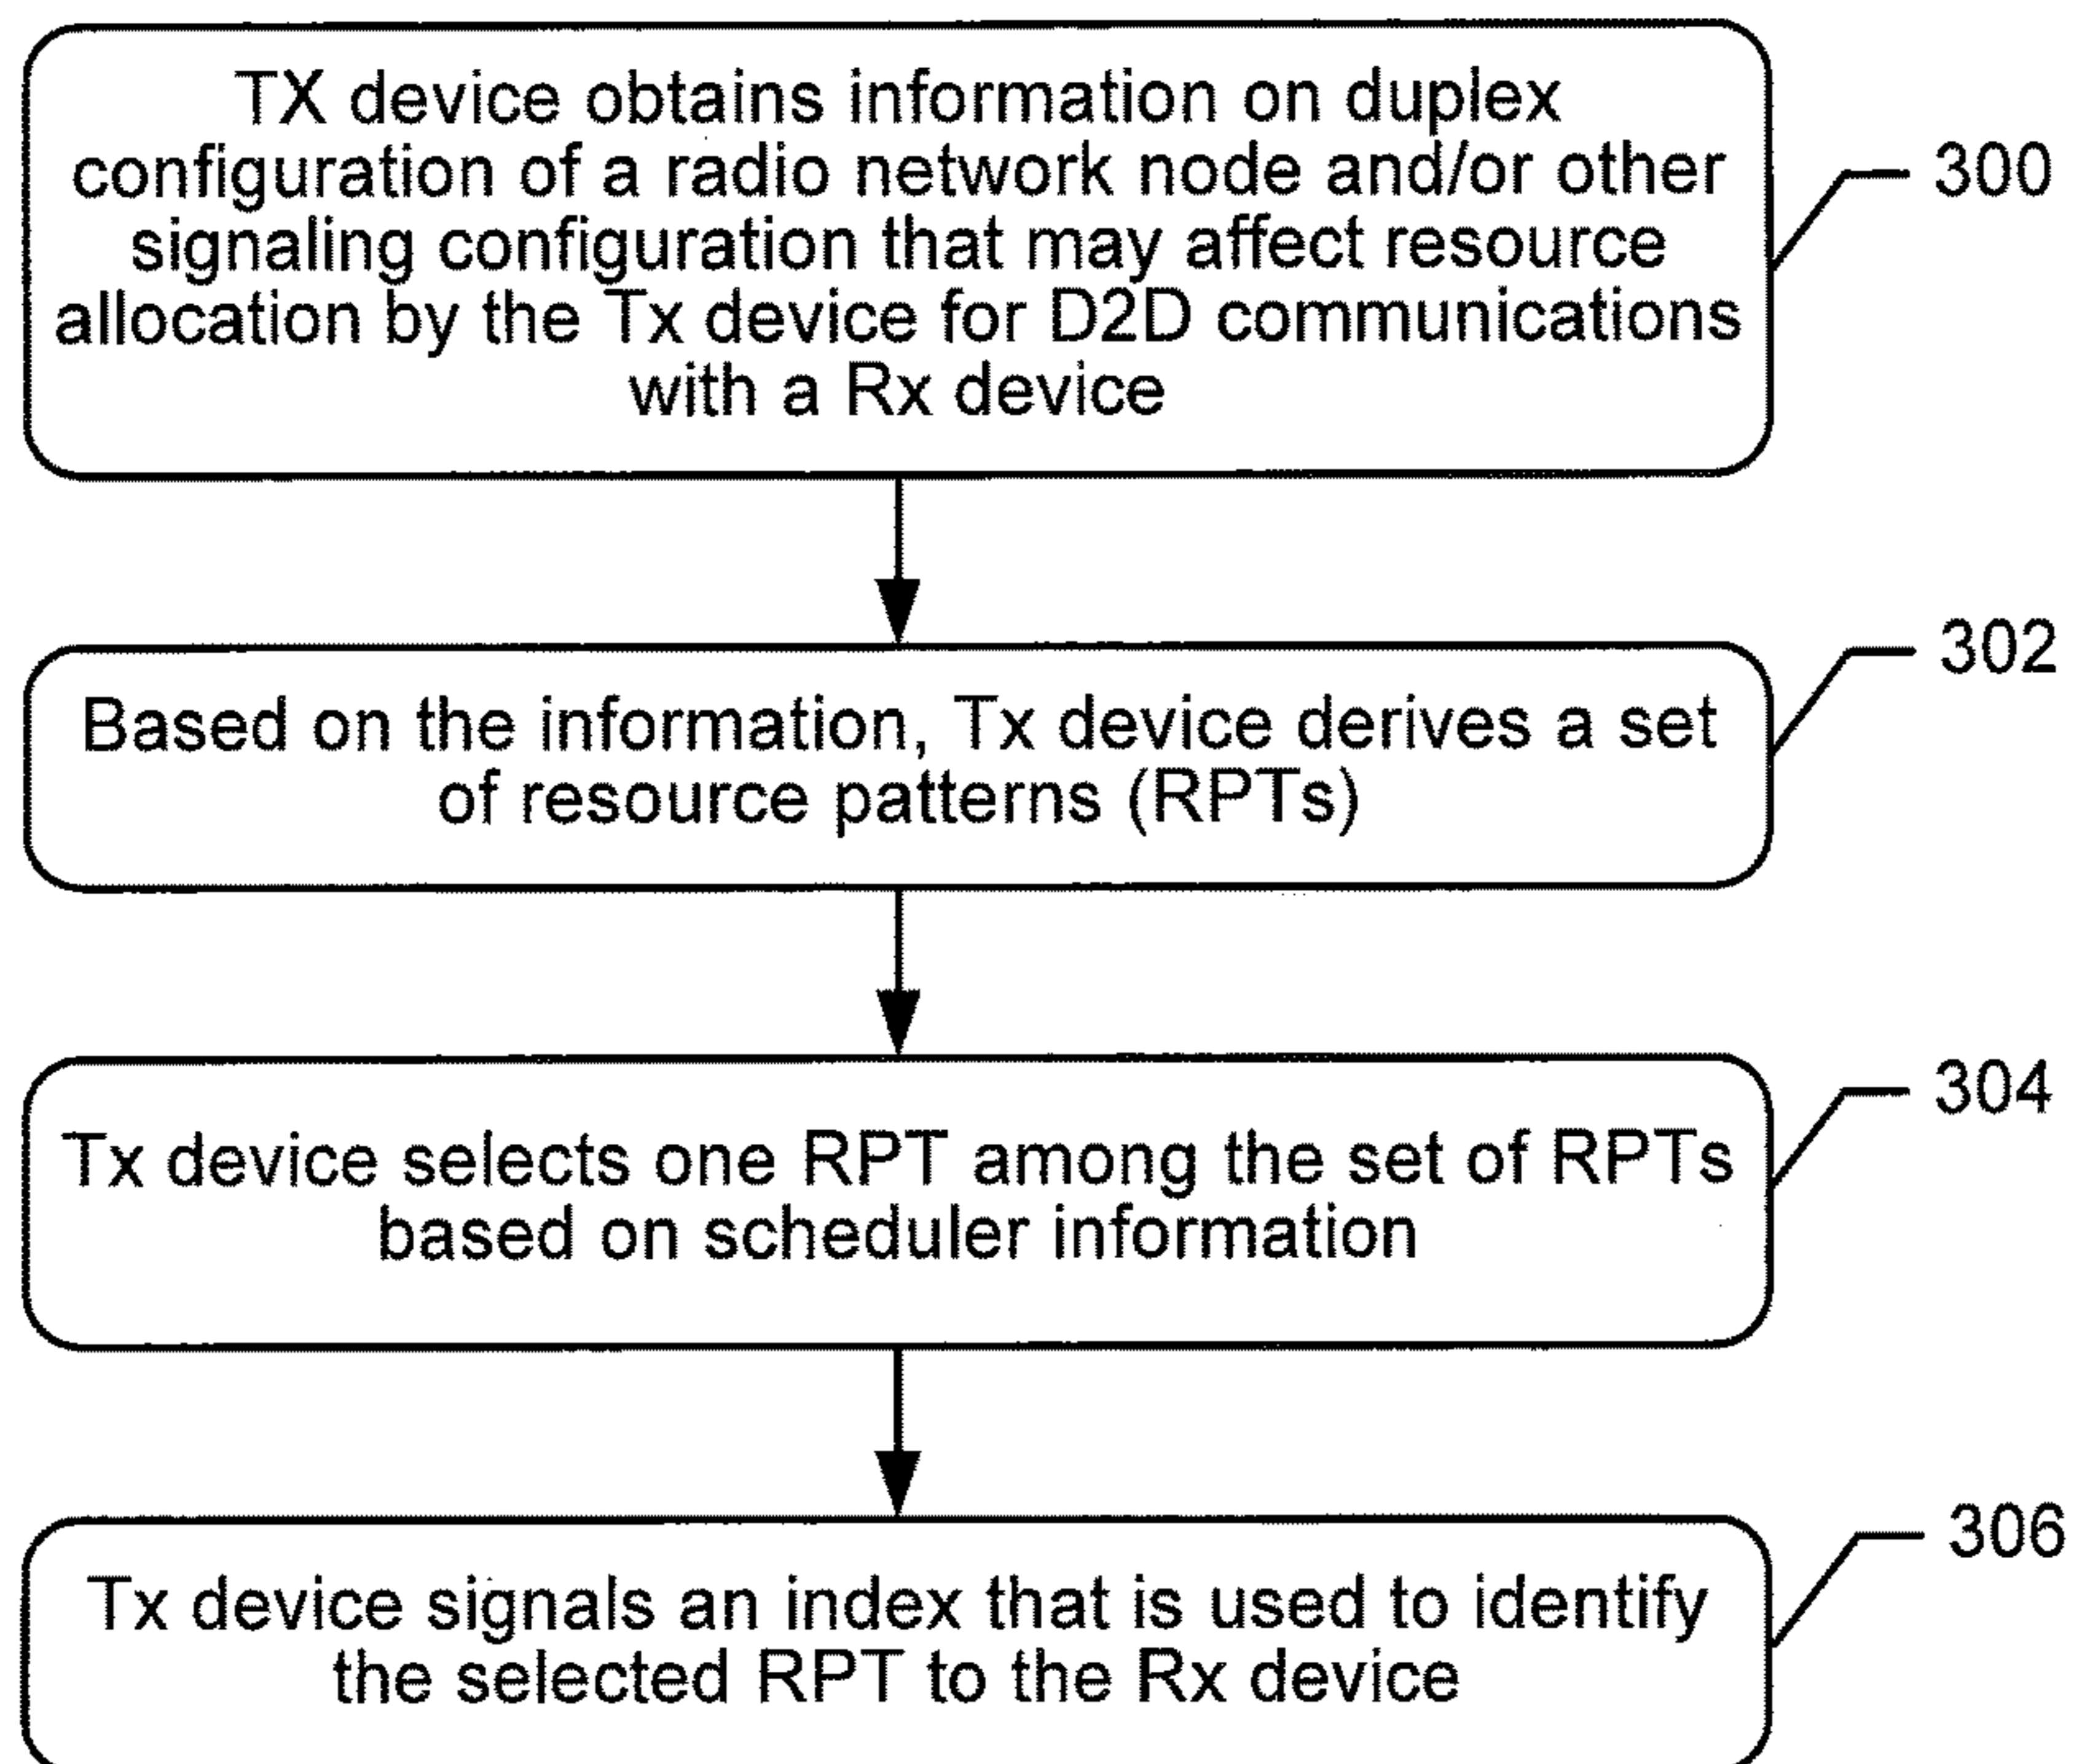 TX device obtains information on duplex
configuration of a radio network node and/or other
signaling configuration that may affect resource
allocation by the Tx device for D2D communications
with a Rx device
300
Based on the information, Tx device derives a set
of resource patterns (RPTs)
302
Tx device selects one RPT among the set of RPTs
based on scheduler information
304
Tx device signals an index that is used to identify
the selected RPT to the Rx device
306